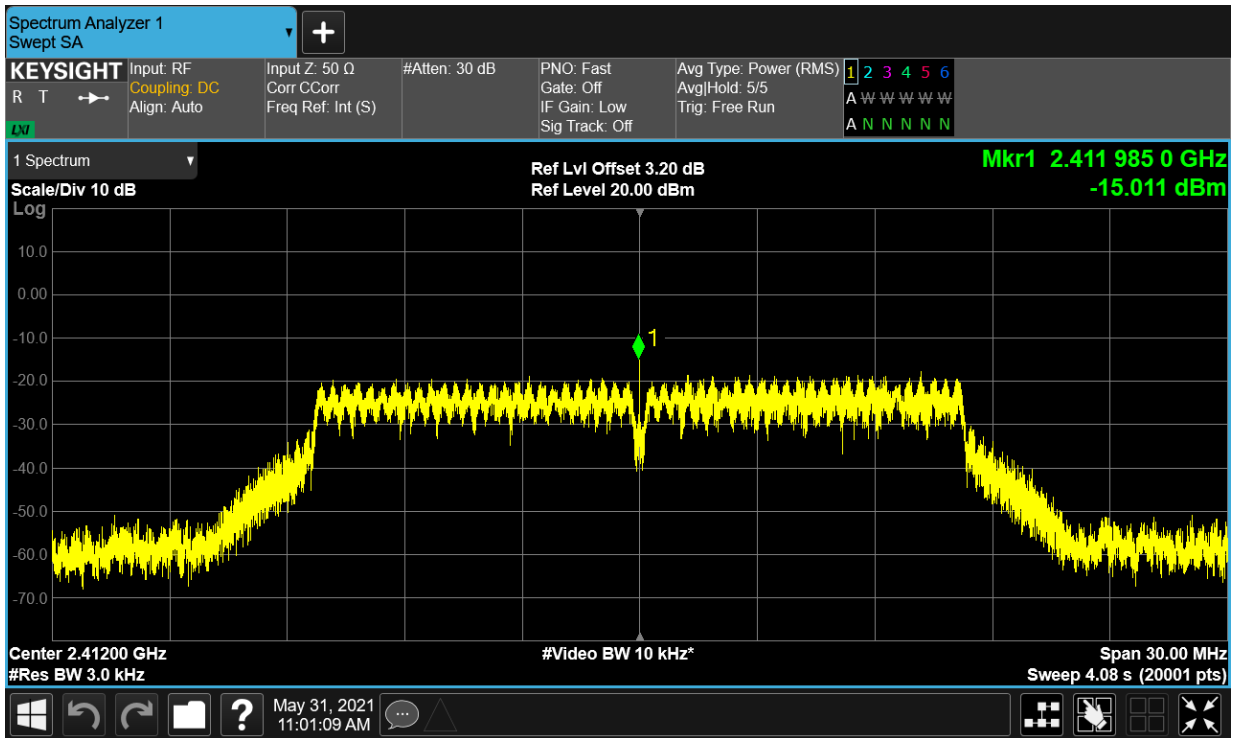 Spectrum Analyzer 1
Swept SA
KEYSIGHT
R T
LXI
Input: RF
Coupling: DC
Align: Auto
Input Z: 50 Ω
Corr CCorr
Freq Ref: Int (S)
#Atten: 30 dB
PNO: Fast
Gate: Off
IF Gain: Low
Sig Track: Off
Avg Type: Power (RMS)
Avg|Hold: 5/5
Trig: Free Run
1 2 3 4 5 6
A W W W W W
A N N N N N
1 Spectrum
Scale/Div 10 dB
Log
Ref Lvl Offset 3.20 dB
Ref Level 20.00 dBm
Mkr1 2.411 985 0 GHz
-15.011 dBm
10.0
0.00
-10.0
-20.0
-30.0
-40.0
-50.0
-60.0
-70.0
1
Center 2.41200 GHz
#Res BW 3.0 kHz
#Video BW 10 kHz*
Span 30.00 MHz
Sweep 4.08 s (20001 pts)
?
May 31, 2021
11:01:09 AM